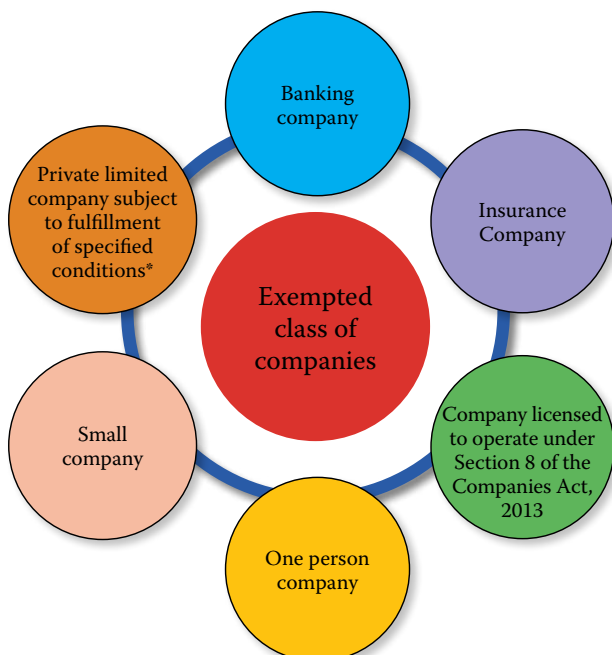 Banking
company
Private limited
company subject
to fulfillment
of specified
conditions*
Insurance
Company
Exempted
class of
companies
Small
company
Company licensed
to operate under
Section 8 of the
Companies Act,
2013
One person
company